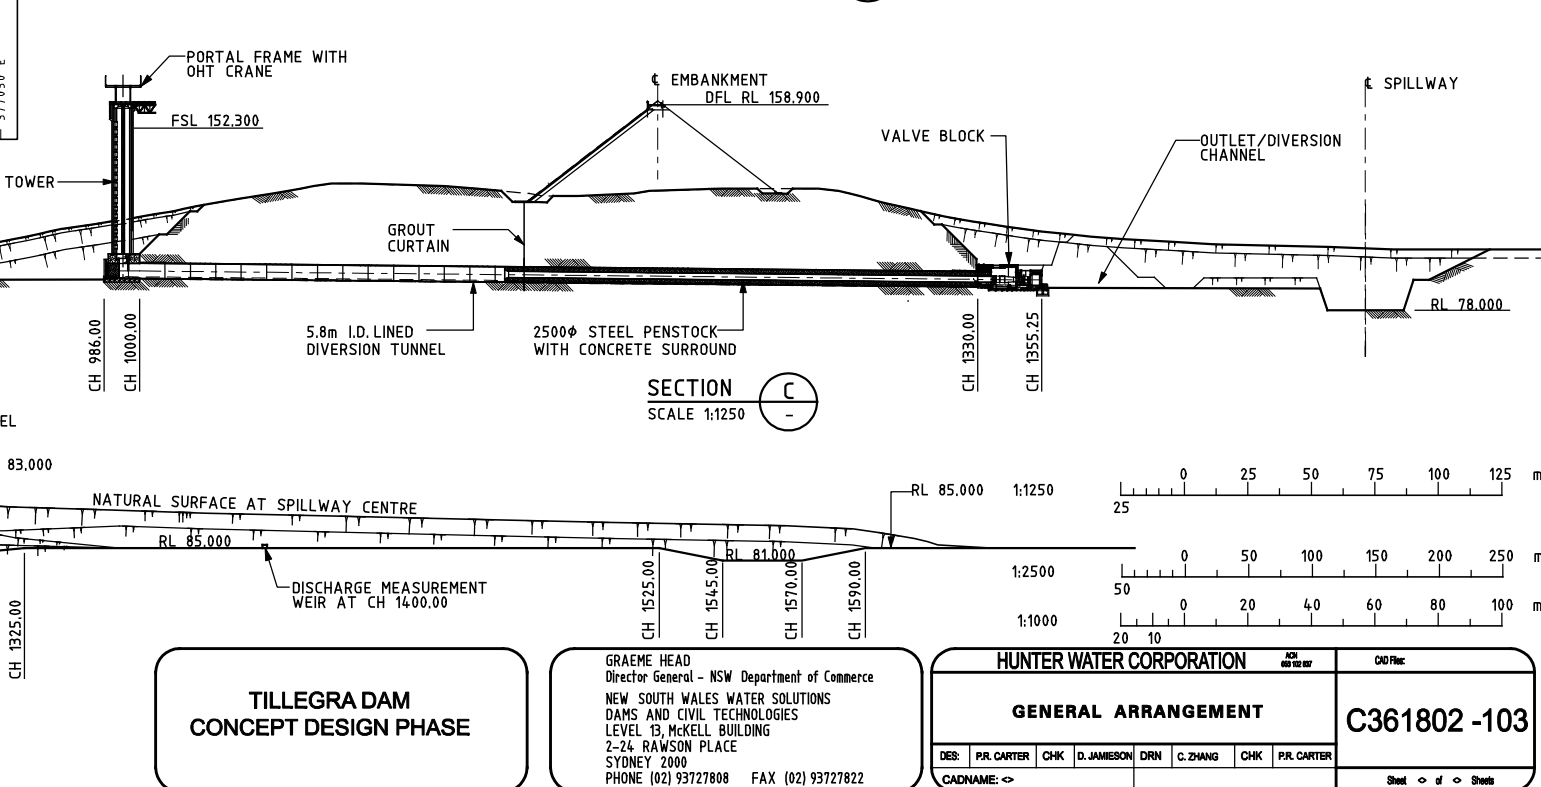 377050 E
PORTAL FRAME WITH
OHT CRANE
FSL 152,300
TOWER
℄ EMBANKMENT
DFL RL 158,900
℄ SPILLWAY
VALVE BLOCK
OUTLET/DIVERSION
CHANNEL
GROUT
CURTAIN
RL 78.000
5.8m I.D. LINED
DIVERSION TUNNEL
2500ϕ STEEL PENSTOCK
WITH CONCRETE SURROUND
CH 986.00
CH 1000.00
CH 1330.00
CH 1355.25
SECTION C
SCALE 1:1250 -
EL
83,000
NATURAL SURFACE AT SPILLWAY CENTRE
RL 85,000
RL 85,000
RL 81,000
DISCHARGE MEASUREMENT
WEIR AT CH 1400.00
CH 1325.00
CH 1525.00
CH 1545.00
CH 1570.00
CH 1590.00
1:1250
25 0 25 50 75 100 125 m
1:2500
50 0 50 100 150 200 250 m
1:1000
20 10 0 20 40 60 80 100 m
TILLEGRA DAM
CONCEPT DESIGN PHASE
GRAEME HEAD
Director General - NSW Department of Commerce
NEW SOUTH WALES WATER SOLUTIONS
DAMS AND CIVIL TECHNOLOGIES
LEVEL 13, McKELL BUILDING
2-24 RAWSON PLACE
SYDNEY 2000
PHONE (02) 93727808 FAX (02) 93727822
HUNTER WATER CORPORATION
ACN
CAD Files:
GENERAL ARRANGEMENT
C361802 -103
DES: P.R. CARTER CHK D. JAMIESON DRN C. ZHANG CHK P.R. CARTER
CADNAME: <>
Sheet <> of <> Sheets